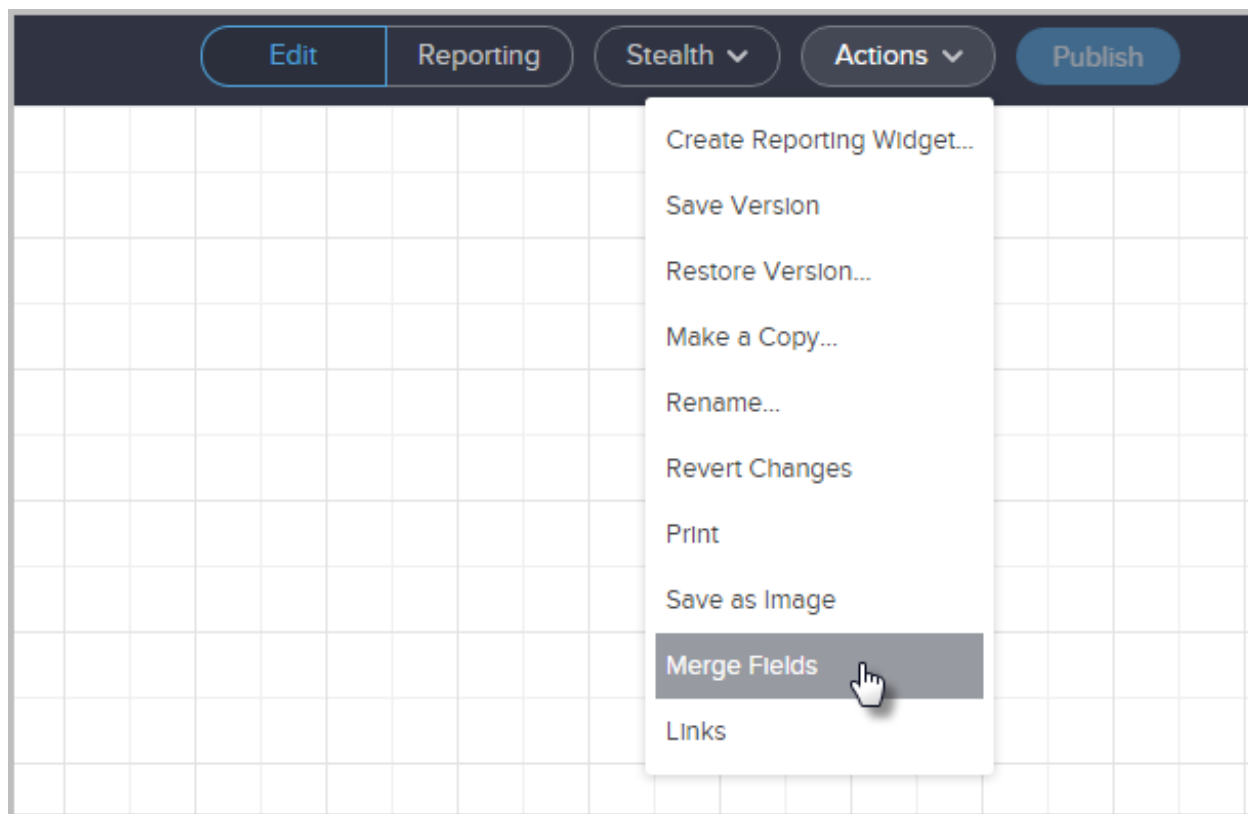 Edit Reporting Stealth Actions Publish
Create Reporting Widget...
Save Version
Restore Version...
Make a Copy...
Rename...
Revert Changes
Print
Save as Image
Merge Fields
Links